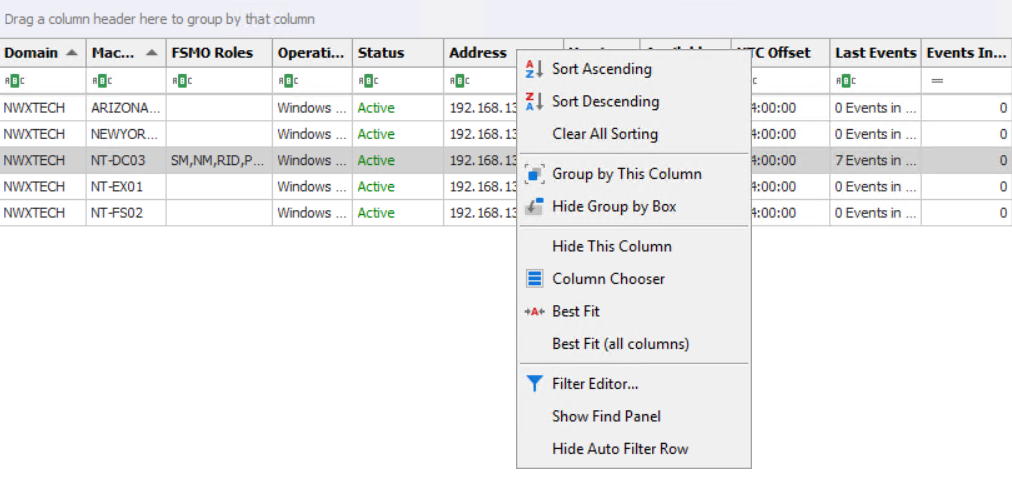 Drag a column header here to group by that column
Domain Mac... FSMO Roles Operati... Status Address UTC Offset Last Events Events In...
ABC ABC ABC ABC ABC ABC ABC =
NWXTECH ARIZONA... Windows ... Active 192.168.13 4:00:00 0 Events in ... 0
NWXTECH NEWYOR... Windows ... Active 192.168.13 4:00:00 0 Events in ... 0
NWXTECH NT-DC03 SM,NM,RID,P... Windows ... Active 192.168.13 4:00:00 7 Events in ... 0
NWXTECH NT-EX01 Windows ... Active 192.168.13 4:00:00 0 Events in ... 0
NWXTECH NT-FS02 Windows ... Active 192.168.13 4:00:00 0 Events in ... 0
Sort Ascending
Sort Descending
Clear All Sorting
Group by This Column
Hide Group by Box
Hide This Column
Column Chooser
Best Fit
Best Fit (all columns)
Filter Editor...
Show Find Panel
Hide Auto Filter Row